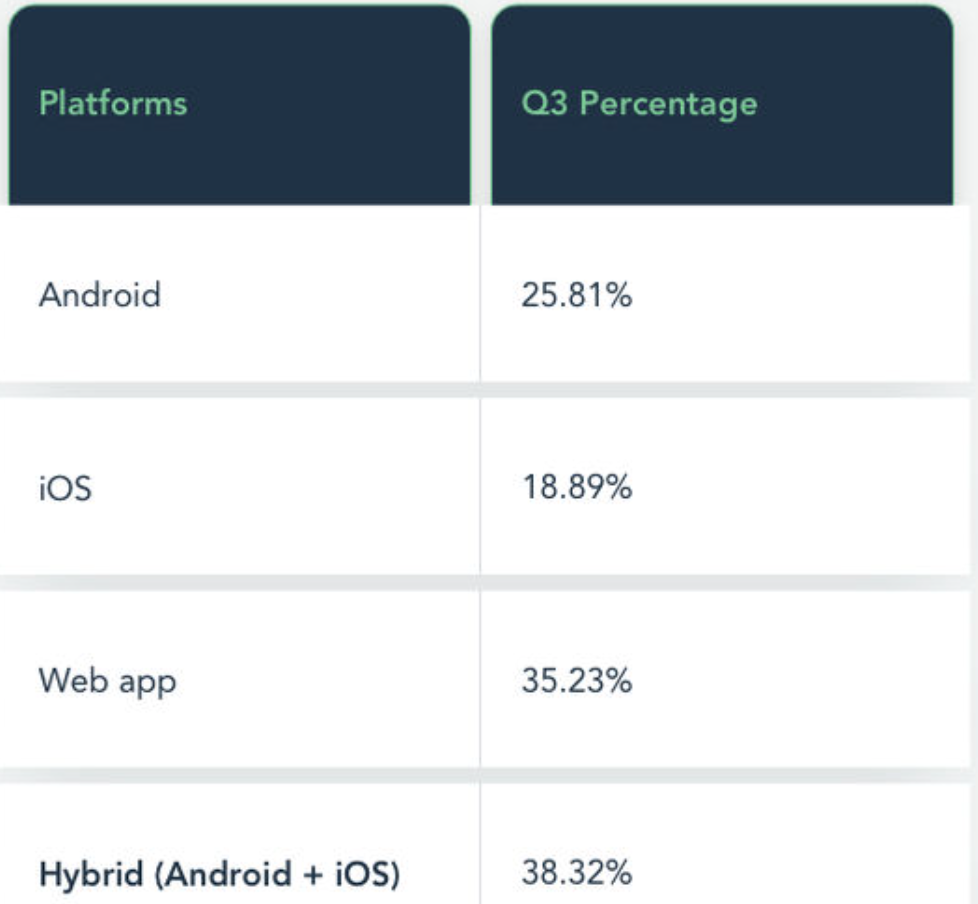 Platforms Q3 Percentage
Android 25.81%
iOS 18.89%
Web app 35.23%
Hybrid (Android + iOS) 38.32%